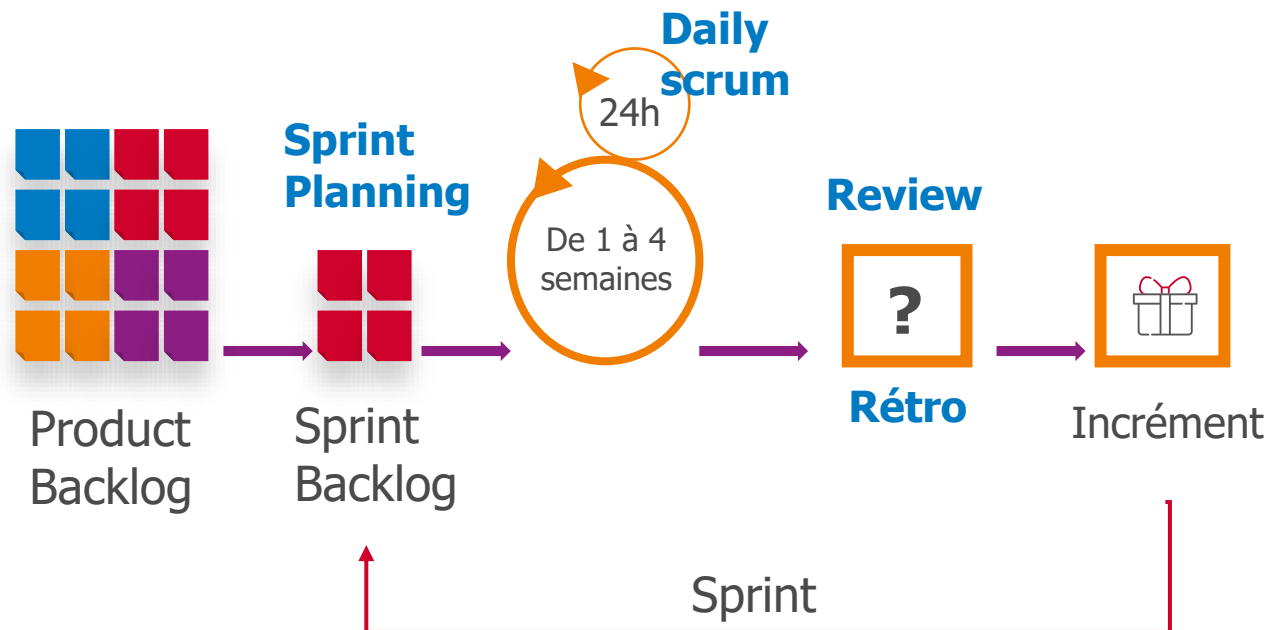 Daily
scrum
24h
Sprint
Planning
De 1 à 4
semaines
Review
?
Rétro
Product
Backlog
Sprint
Backlog
Incrément
Sprint